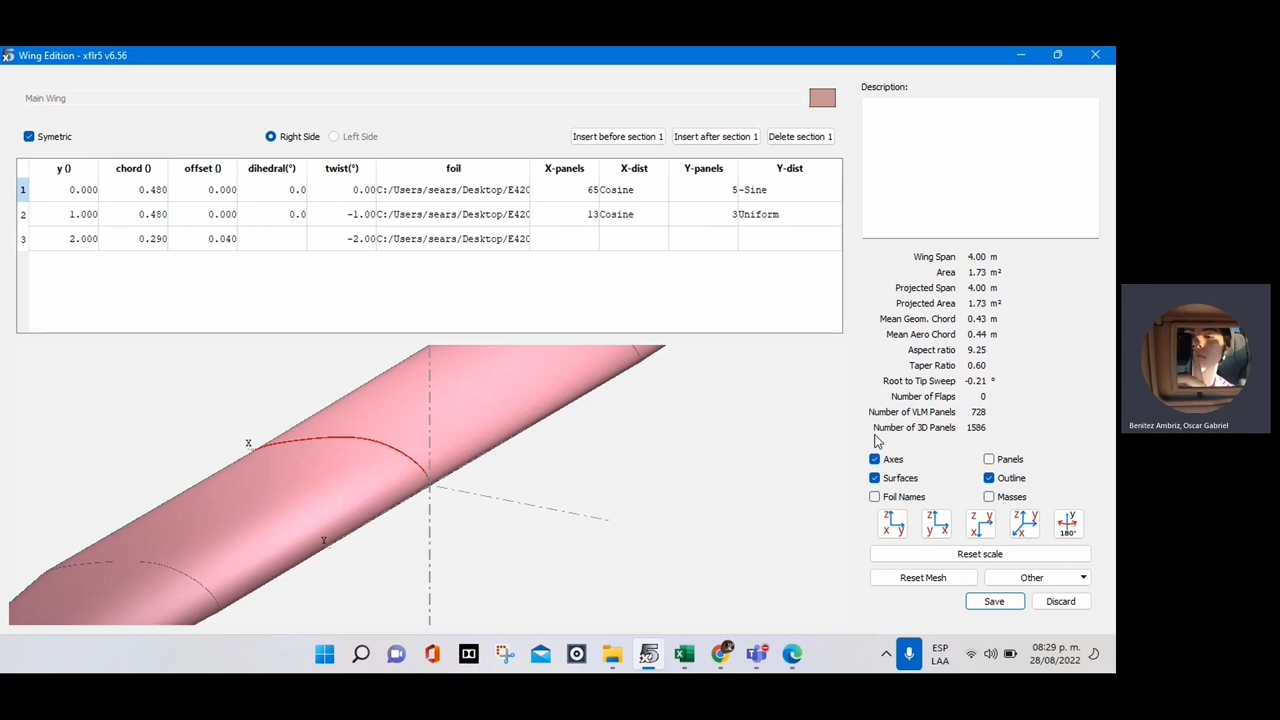 Wing Edition - xflr5 v6.56
Main Wing
Description:
Symetric Right Side Left Side Insert before section 1 Insert after section 1 Delete section 1
y () chord () offset () dihedral(°) twist(°) foil X-panels X-dist Y-panels Y-dist
1 0.000 0.480 0.000 0.0 0.00 C:/Users/sears/Desktop/E420 65 Cosine 5 -Sine
2 1.000 0.480 0.000 0.0 -1.00 C:/Users/sears/Desktop/E420 13 Cosine 3 Uniform
3 2.000 0.290 0.040 -2.00 C:/Users/sears/Desktop/E420
Wing Span 4.00 m
Area 1.73 m²
Projected Span 4.00 m
Projected Area 1.73 m²
Mean Geom. Chord 0.43 m
Mean Aero Chord 0.44 m
Aspect ratio 9.25
Taper Ratio 0.60
Root to Tip Sweep -0.21 °
Number of Flaps 0
Number of VLM Panels 728
Number of 3D Panels 1586
X
Y
Axes Panels
Surfaces Outline
Foil Names Masses
z x y
z y x
z y x
z y x
y 180°
Reset scale
Reset Mesh Other
Save Discard
Benitez Ambriz, Oscar Gabriel
ESP
LAA
08:29 p. m.
28/08/2022